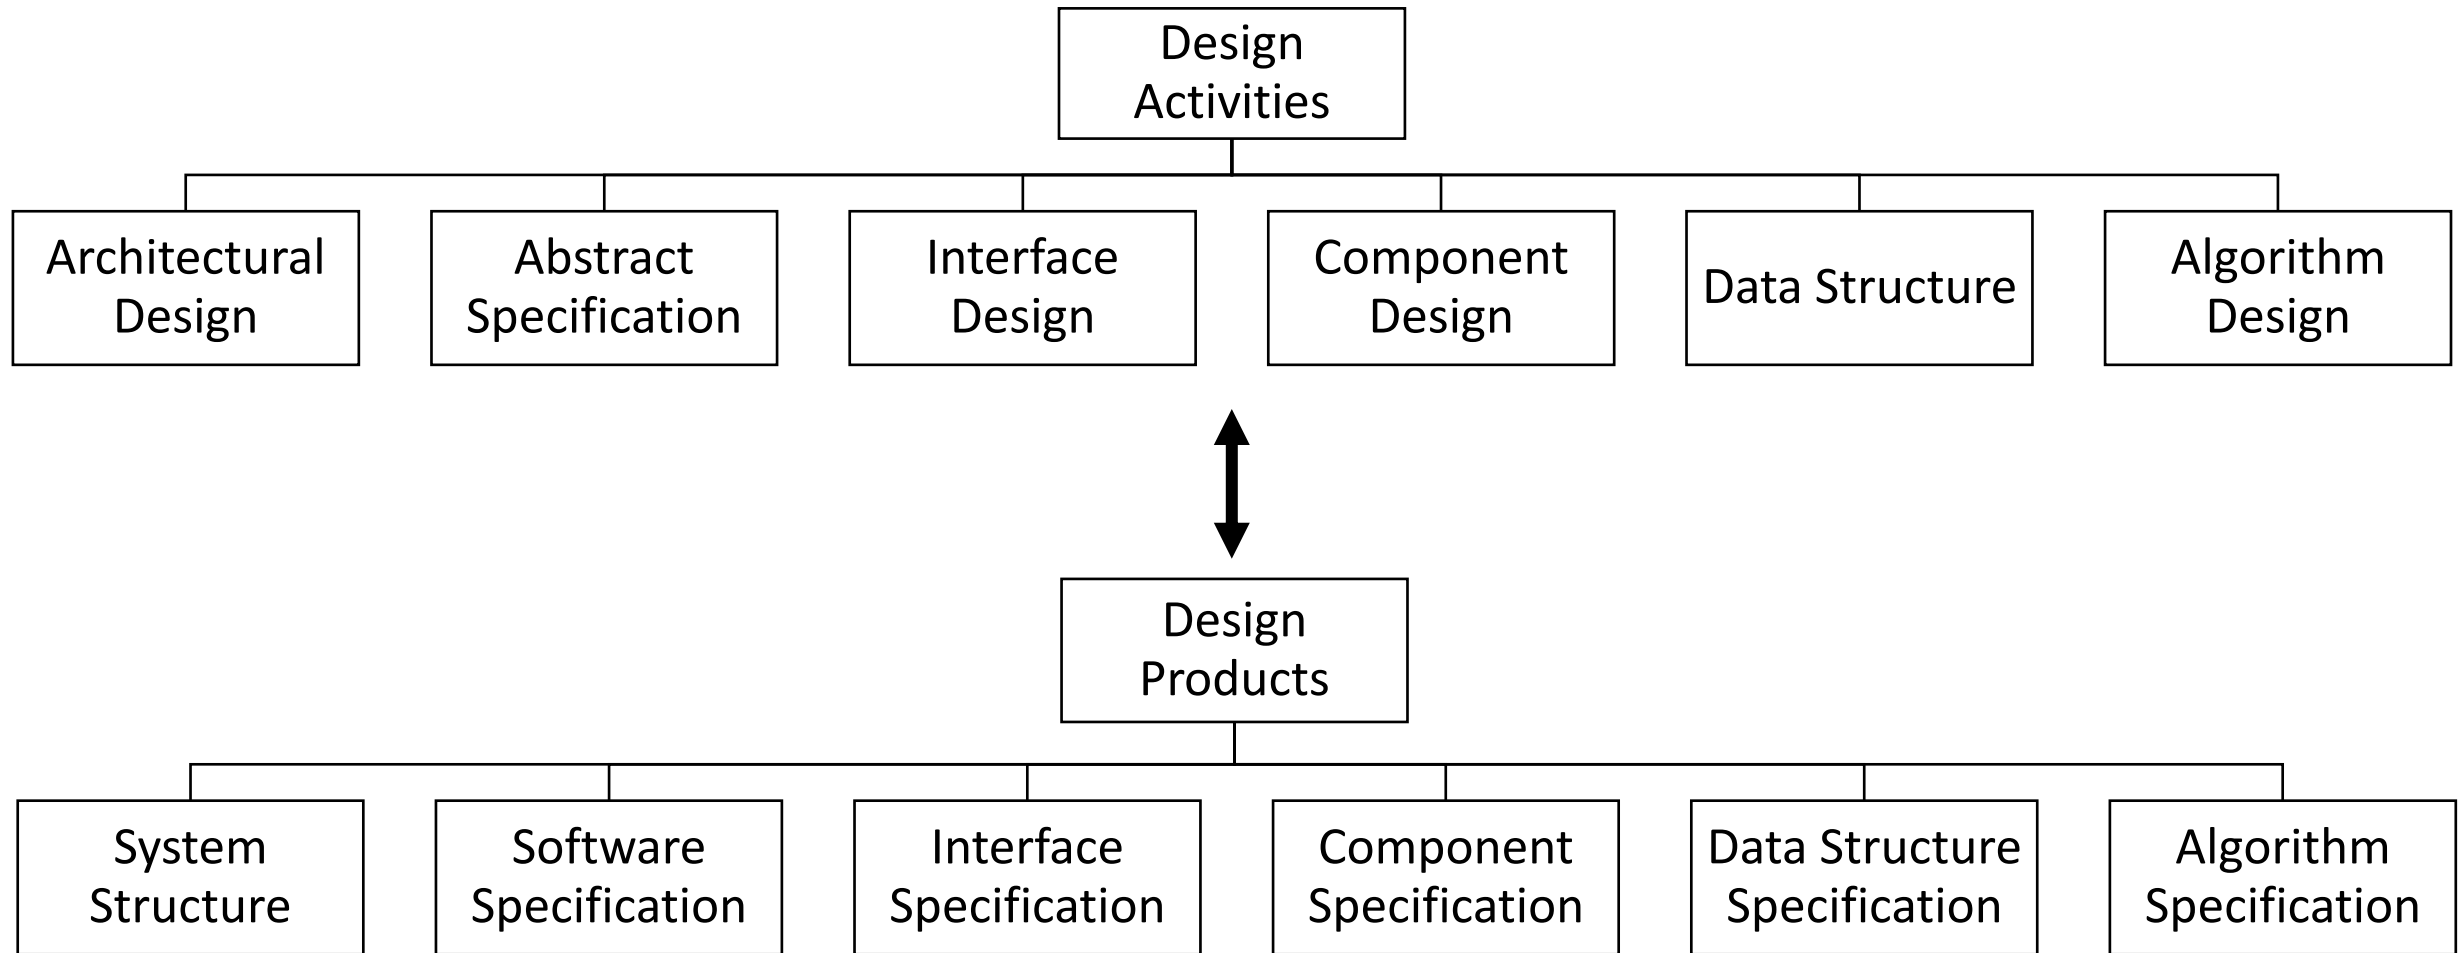 Design
Activities
Architectural
Design
Abstract
Specification
Interface
Design
Component
Design
Data Structure
Algorithm
Design
Design
Products
System
Structure
Software
Specification
Interface
Specification
Component
Specification
Data Structure
Specification
Algorithm
Specification